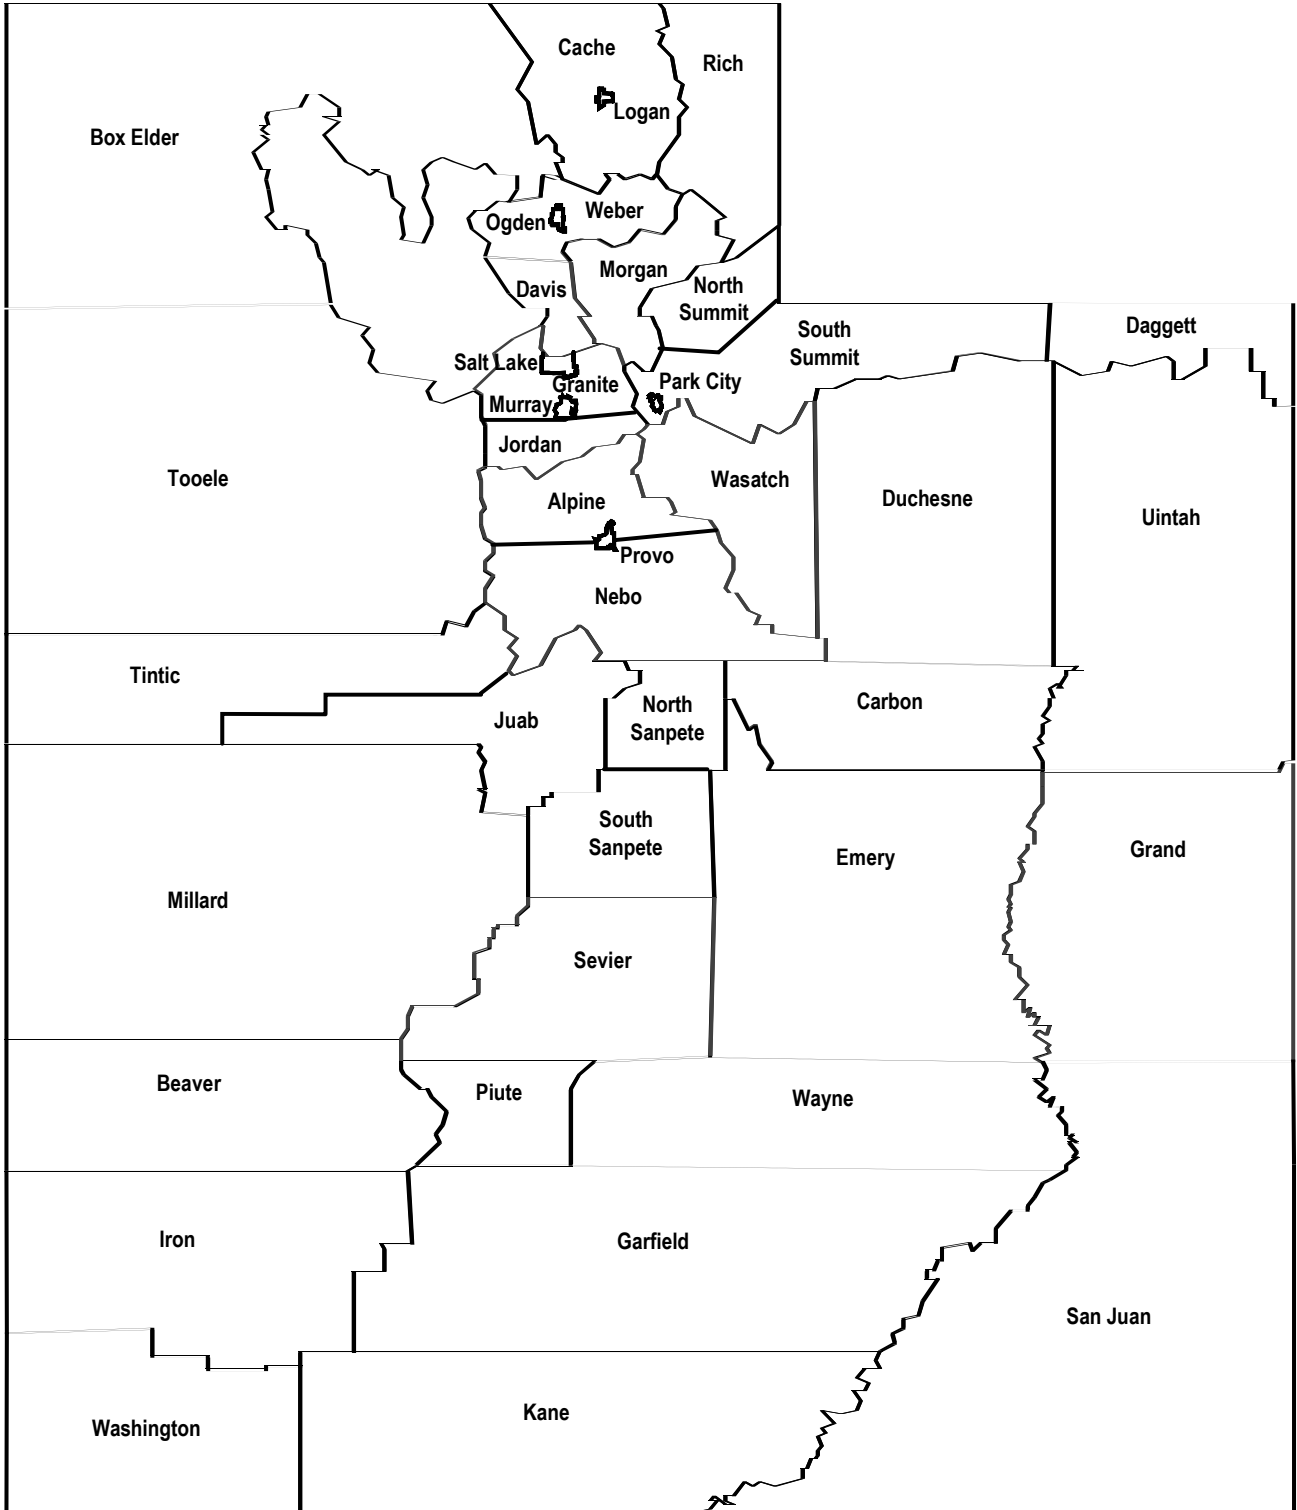 Cache
Rich
Logan
Box Elder
Weber
Ogden
Morgan
North
Summit
Davis
South
Summit
Daggett
Salt Lake
Granite
Park City
Murray
Jordan
Tooele
Wasatch
Alpine
Duchesne
Uintah
Provo
Nebo
Tintic
Juab
North
Sanpete
Carbon
South
Sanpete
Emery
Grand
Millard
Sevier
Beaver
Piute
Wayne
Iron
Garfield
San Juan
Kane
Washington